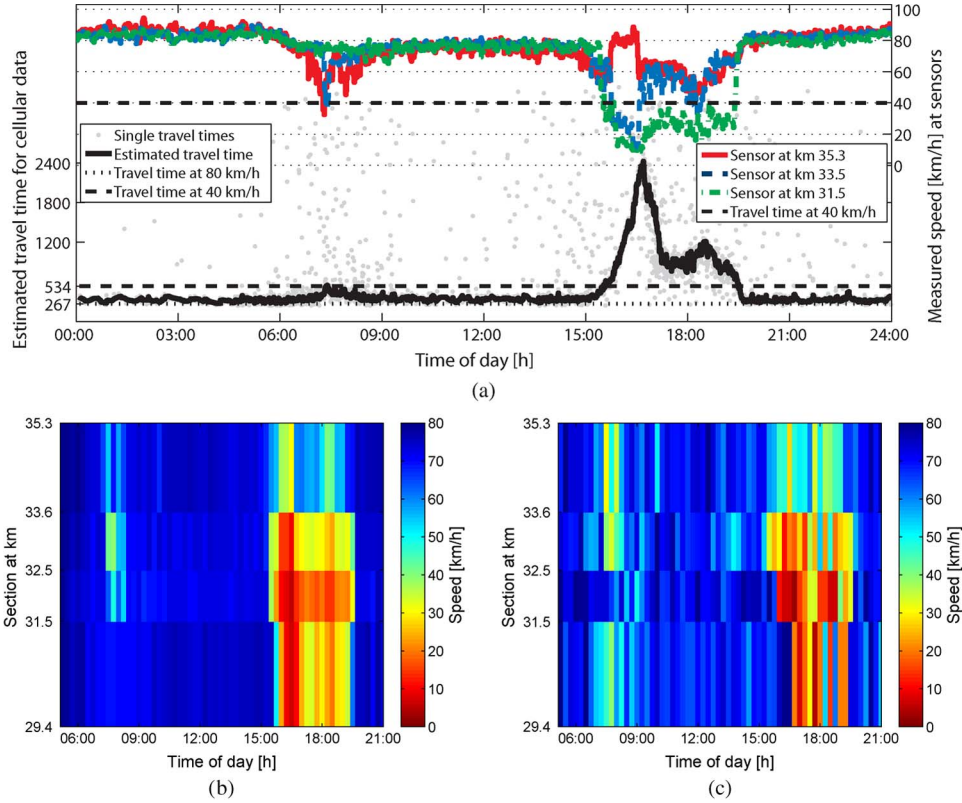 Estimated travel time for cellular data
2400
1800
1200
534
267
Single travel times
Estimated travel time
Travel time at 80 km/h
Travel time at 40 km/h
Sensor at km 35.3
Sensor at km 33.5
Sensor at km 31.5
Travel time at 40 km/h
100
80
60
40
20
0
Measured speed [km/h] at sensors
00:00 03:00 06:00 09:00 12:00 15:00 18:00 21:00 24:00
Time of day [h]
(a)
Section at km
35.3
33.6
32.5
31.5
29.4
06:00 09:00 12:00 15:00 18:00 21:00
Time of day [h]
80
70
60
50
40
30
20
10
0
Speed [km/h]
(b)
Section at km
35.3
33.6
32.5
31.5
29.4
06:00 09:00 12:00 15:00 18:00 21:00
Time of day [h]
80
70
60
50
40
30
20
10
0
Speed [km/h]
(c)